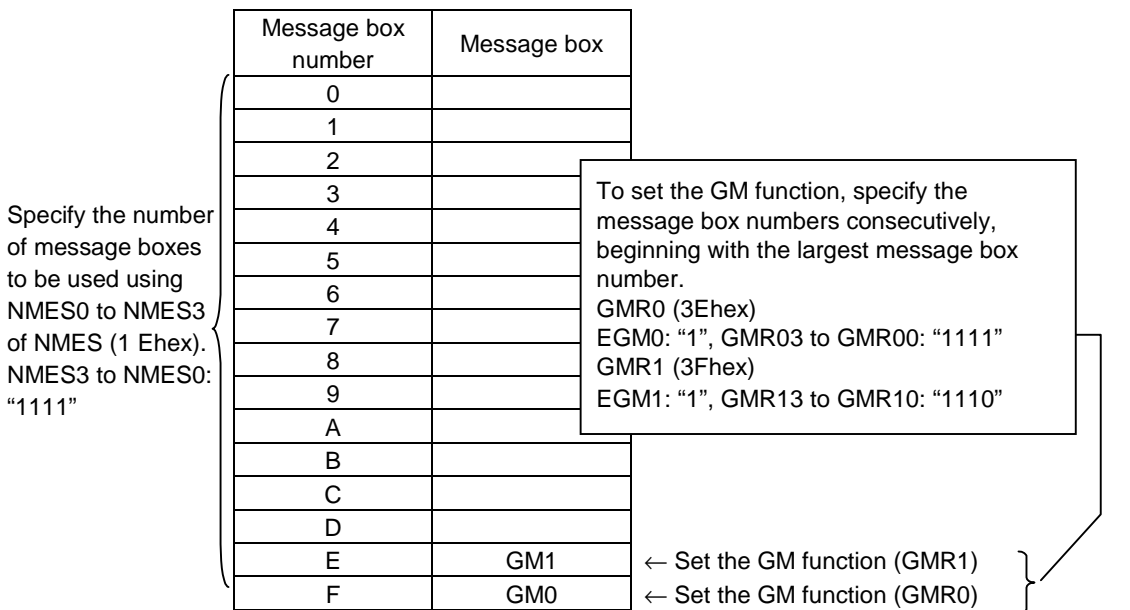 Message box
number
Message box
0
1
2
3
4
5
6
7
8
9
A
B
C
D
E GM1 ← Set the GM function (GMR1)
F GM0 ← Set the GM function (GMR0)
Specify the number
of message boxes
to be used using
NMES0 to NMES3
of NMES (1 Ehex).
NMES3 to NMES0:
“1111”
To set the GM function, specify the
message box numbers consecutively,
beginning with the largest message box
number.
GMR0 (3Ehex)
EGM0: “1”, GMR03 to GMR00: “1111”
GMR1 (3Fhex)
EGM1: “1”, GMR13 to GMR10: “1110”